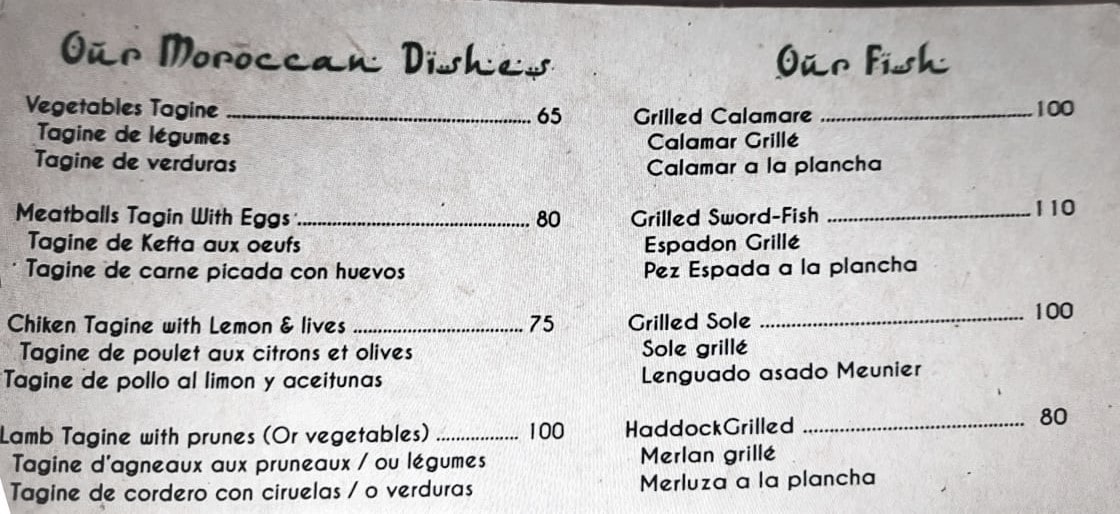 Our Moroccan Dishes
Vegetables Tagine ........ 65
Tagine de légumes
Tagine de verduras
Meatballs Tagin With Eggs ........ 80
Tagine de Kefta aux oeufs
Tagine de carne picada con huevos
Chiken Tagine with Lemon & lives ........ 75
Tagine de poulet aux citrons et olives
Tagine de pollo al limon y aceitunas
Lamb Tagine with prunes (Or vegetables) ........ 100
Tagine d'agneaux aux pruneaux / ou légumes
Tagine de cordero con ciruelas / o verduras
Our Fish
Grilled Calamare ........ 100
Calamar Grillé
Calamar a la plancha
Grilled Sword-Fish ........ 110
Espadon Grillé
Pez Espada a la plancha
Grilled Sole ........ 100
Sole grillé
Lenguado asado Meunier
HaddockGrilled ........ 80
Merlan grillé
Merluza a la plancha